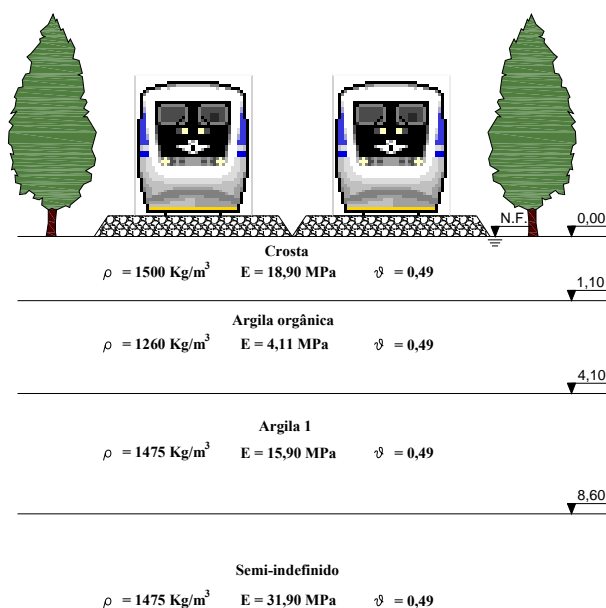 N.F. 0,00
Crosta
ρ = 1500 Kg/m³ E = 18,90 MPa ϑ = 0,49
1,10
Argila orgânica
ρ = 1260 Kg/m³ E = 4,11 MPa ϑ = 0,49
4,10
Argila 1
ρ = 1475 Kg/m³ E = 15,90 MPa ϑ = 0,49
8,60
Semi-indefinido
ρ = 1475 Kg/m³ E = 31,90 MPa ϑ = 0,49